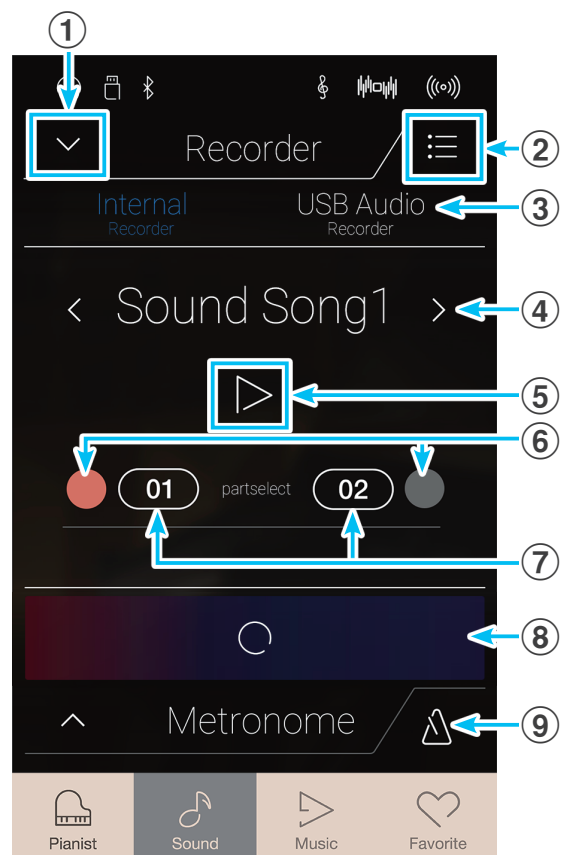 ①
Recorder
②
Internal
Recorder
USB Audio
Recorder
③
Sound Song1
④
⑤
⑥
01
partselect
02
⑦
⑧
Metronome
⑨
Pianist
Sound
Music
Favorite